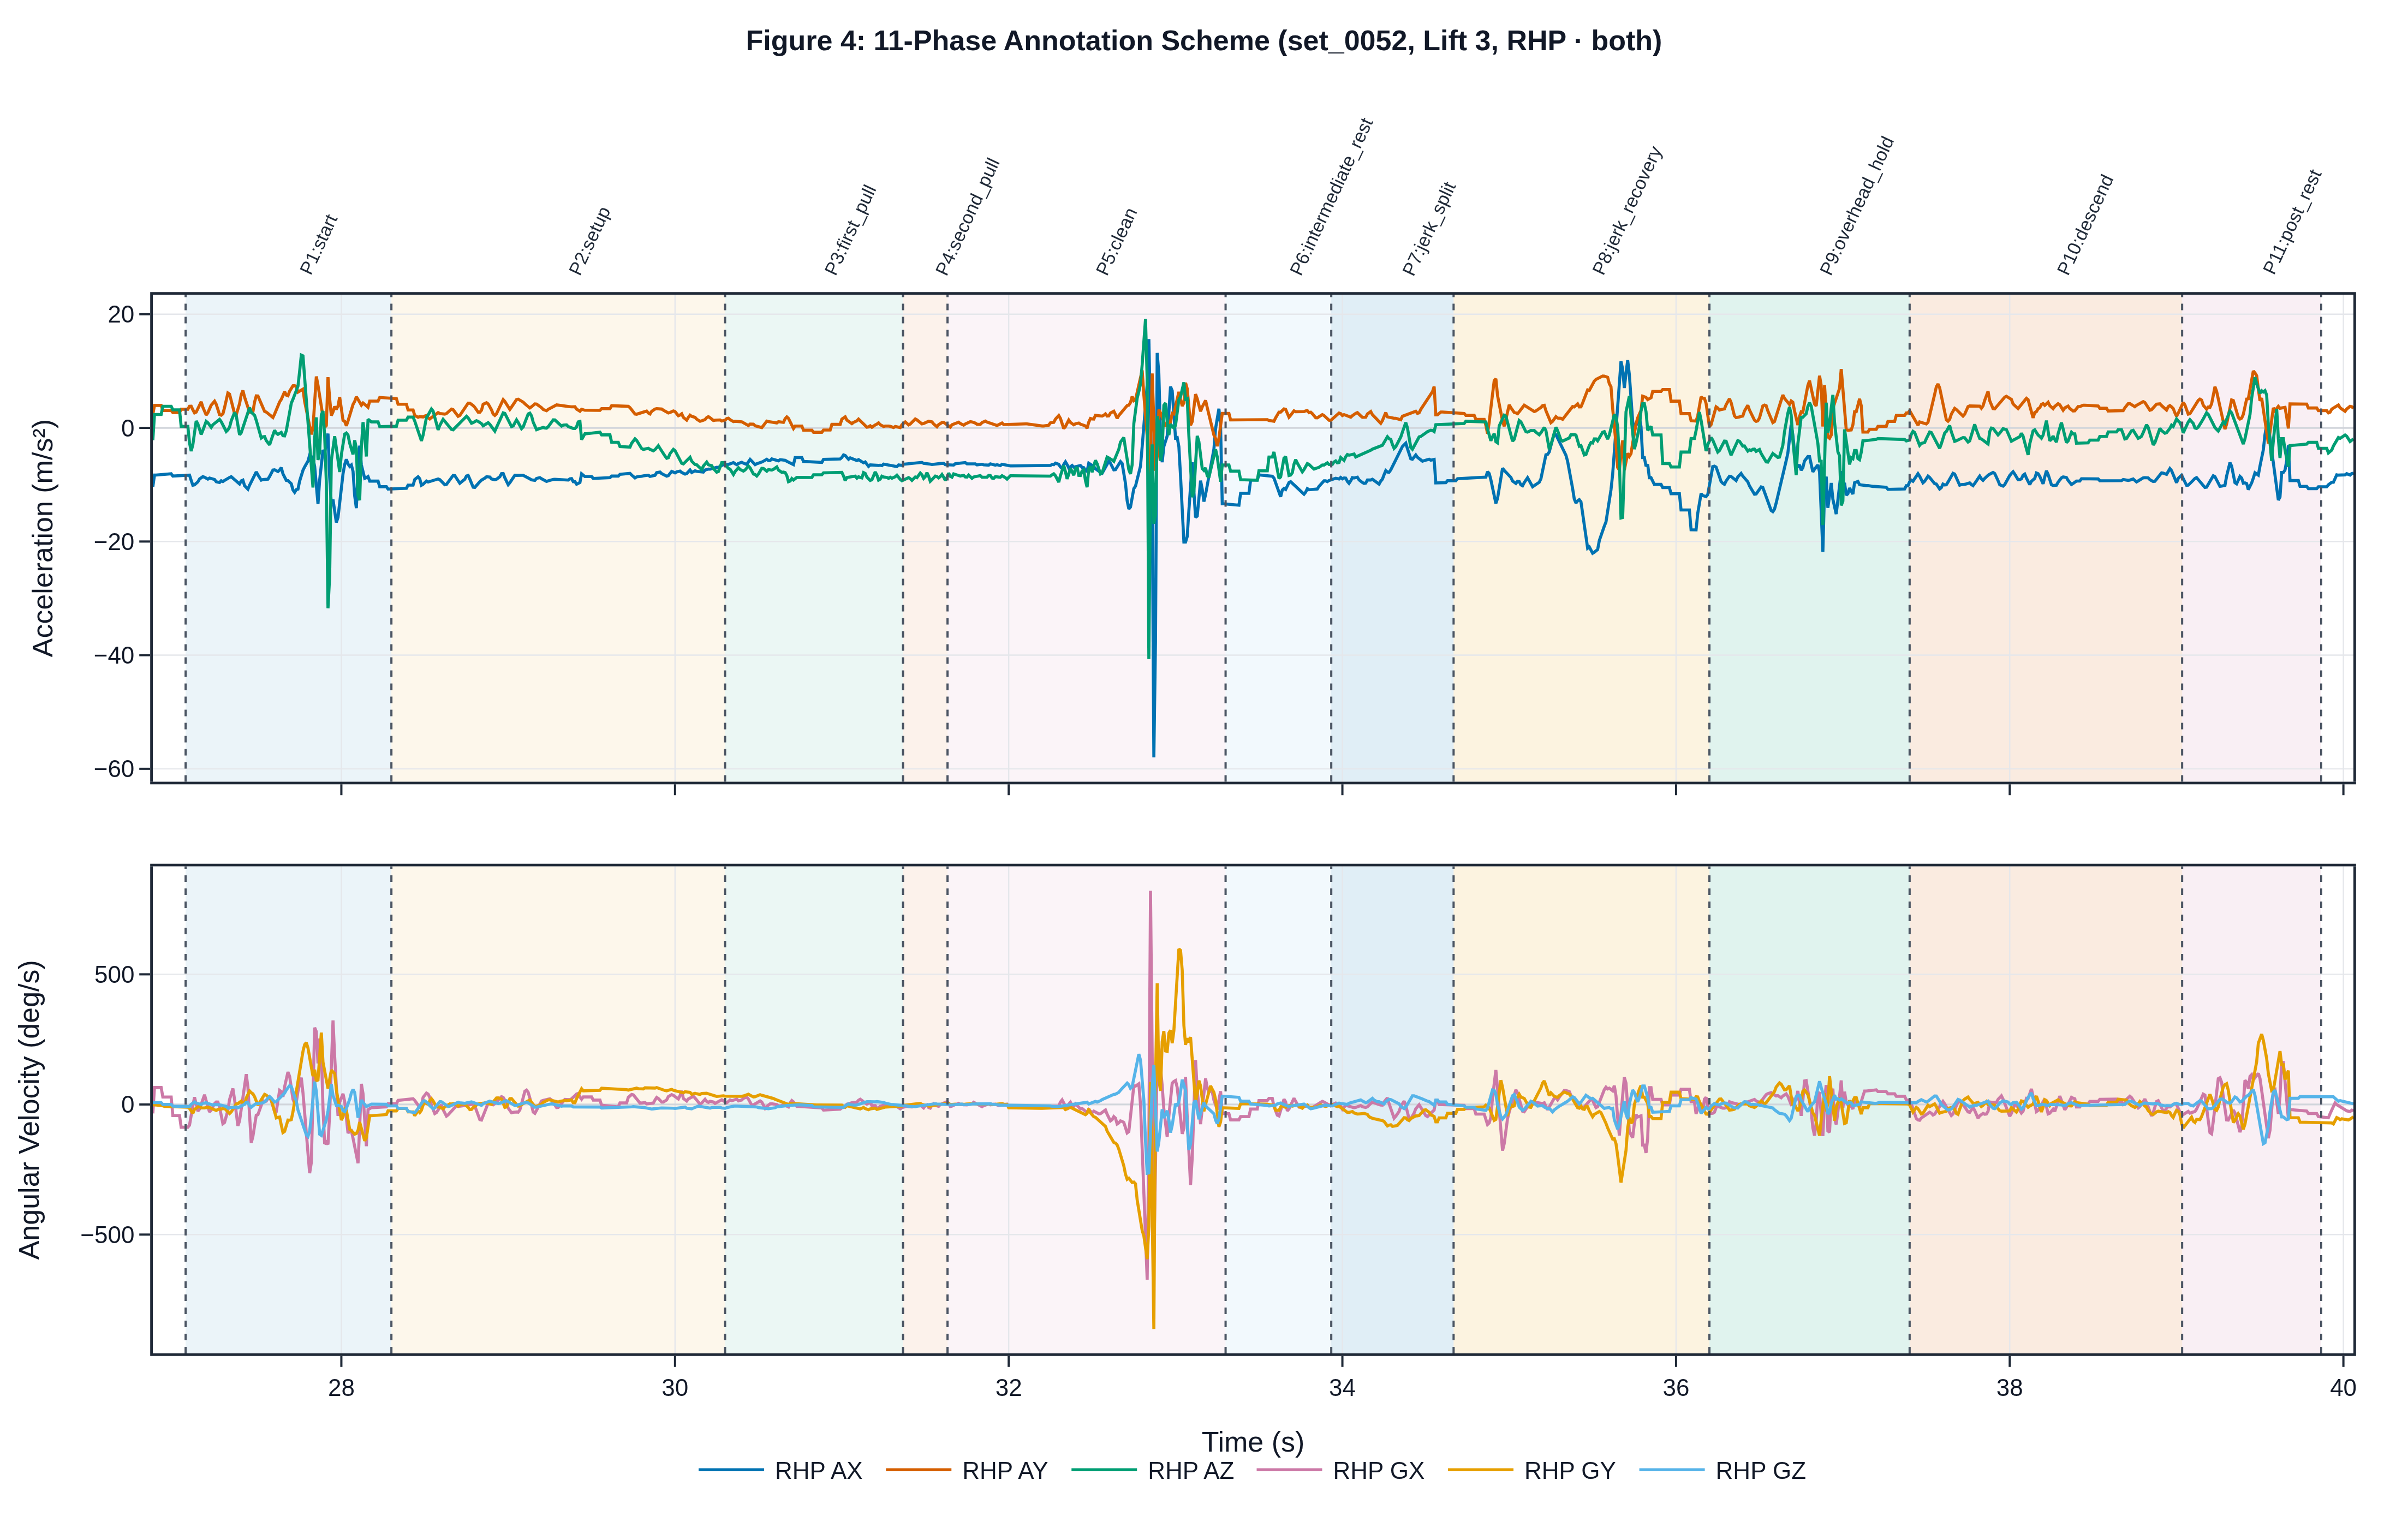 Figure 4: 11-Phase Annotation Scheme (set_0052, Lift 3, RHP · both)
P1:start
P2:setup
P3:first_pull
P4:second_pull
P5:clean
P6:intermediate_rest
P7:jerk_split
P8:jerk_recovery
P9:overhead_hold
P10:descend
P11:post_rest
Acceleration (m/s²)
20
0
−20
−40
−60
Angular Velocity (deg/s)
500
0
−500
28 30 32 34 36 38 40
Time (s)
RHP AX RHP AY RHP AZ RHP GX RHP GY RHP GZ